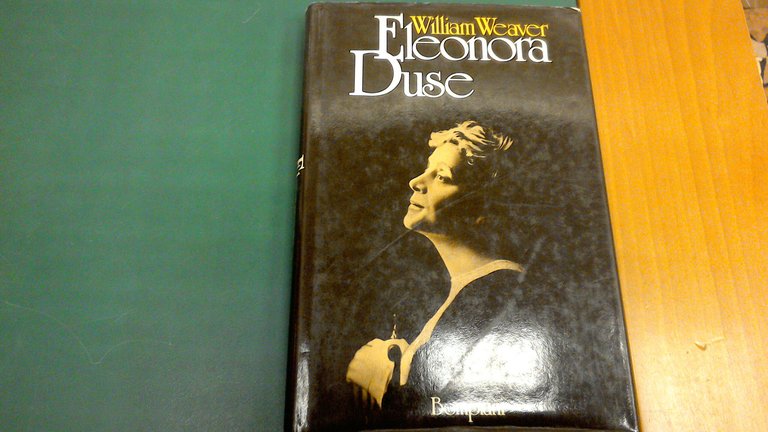 William Weaver
Eleonora
Duse
Bompiani